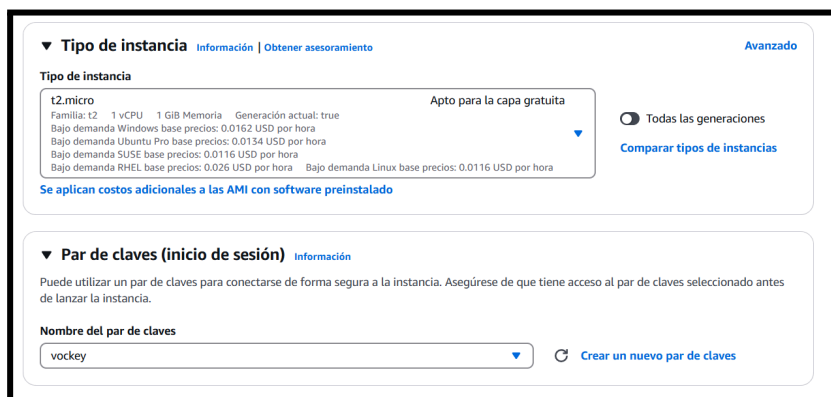 Tipo de instancia Información | Obtener asesoramiento Avanzado
Tipo de instancia
t2.micro Apto para la capa gratuita
Familia: t2 1 vCPU 1 GiB Memoria Generación actual: true
Bajo demanda Windows base precios: 0.0162 USD por hora
Bajo demanda Ubuntu Pro base precios: 0.0134 USD por hora
Bajo demanda SUSE base precios: 0.0116 USD por hora
Bajo demanda RHEL base precios: 0.026 USD por hora Bajo demanda Linux base precios: 0.0116 USD por hora
Todas las generaciones
Comparar tipos de instancias
Se aplican costos adicionales a las AMI con software preinstalado
Par de claves (inicio de sesión) Información
Puede utilizar un par de claves para conectarse de forma segura a la instancia. Asegúrese de que tiene acceso al par de claves seleccionado antes
de lanzar la instancia.
Nombre del par de claves
vockey
Crear un nuevo par de claves